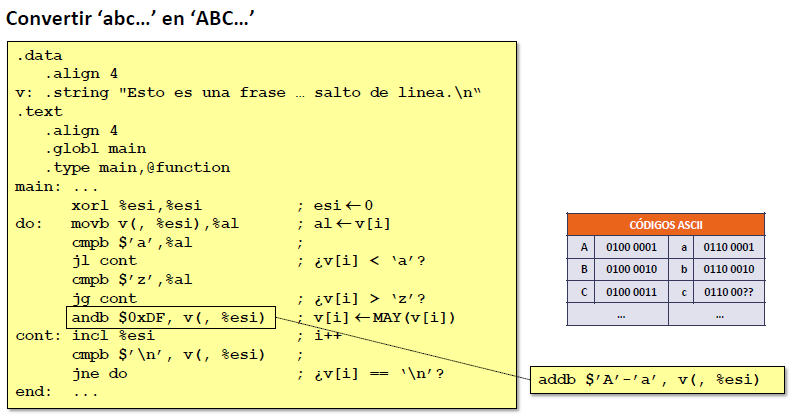 Convertir ‘abc…’ en ‘ABC…’
.data
.align 4
v: .string "Esto es una frase … salto de linea.\n“
.text
.align 4
.globl main
.type main,@function
main: ...
xorl %esi,%esi ; esi←0
do: movb v(, %esi),%al ; al←v[i]
cmpb $’a’,%al ;
jl cont ; ¿v[i] < ‘a’?
cmpb $’z’,%al
jg cont ; ¿v[i] > ‘z’?
andb $0xDF, v(, %esi) ; v[i]←MAY(v[i])
cont: incl %esi ; i++
cmpb $’\n’, v(, %esi) ;
jne do ; ¿v[i] == ‘\n’?
end: ...
CÓDIGOS ASCII
A 0100 0001 a 0110 0001
B 0100 0010 b 0110 0010
C 0100 0011 c 0110 00??
... ...
addb $’A’-’a’, v(, %esi)